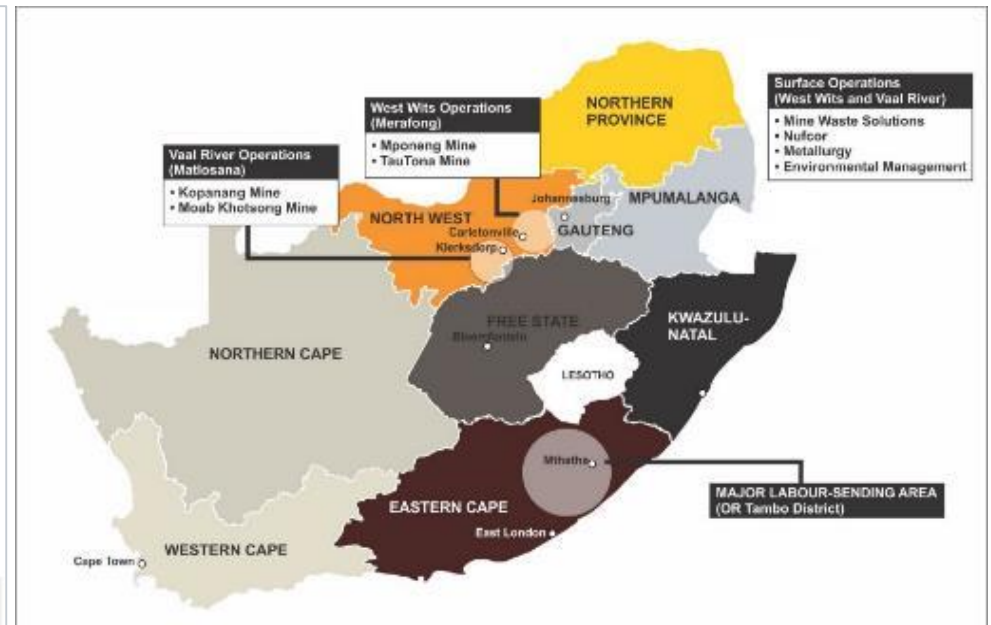 NORTHERN
PROVINCE
Surface Operations
(West Wits and Vaal River)
• Mine Waste Solutions
• Nufcor
• Metallurgy
• Environmental Management
West Wits Operations
(Merafong)
• Mponeng Mine
• TauTona Mine
Vaal River Operations
(Matlosana)
• Kopanang Mine
• Moab Khotsong Mine
Johannesburg
MPUMALANGA
NORTH WEST
Carletonville
GAUTENG
Klerksdorp
KWAZULU-
NATAL
FREE STATE
Bloemfontein
NORTHERN CAPE
LESOTHO
Mthatha
MAJOR LABOUR-SENDING AREA
(OR Tambo District)
EASTERN CAPE
East London
WESTERN CAPE
Cape Town